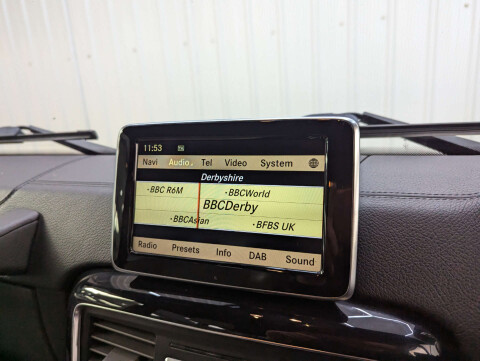 11:53
Navi Audio Tel Video System
Derbyshire
·BBC R6M ·BBCWorld
BBCDerby
·BBCAsian ·BFBS UK
Radio Presets Info DAB Sound